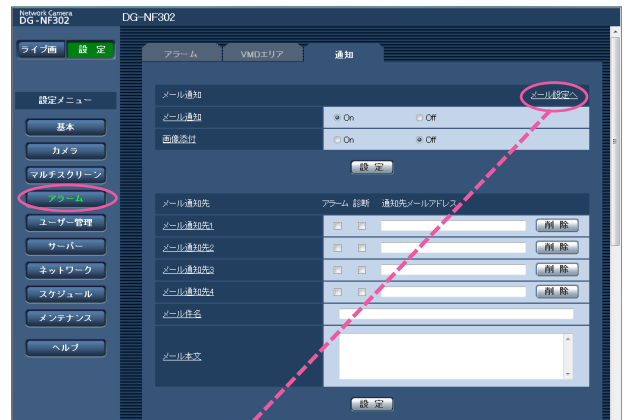 Network Camera
DG-NF302
DG-NF302
ライブ画
設 定
アラーム
VMDエリア
通知
設定メニュー
基本
カメラ
マルチスクリーン
アラーム
ユーザー管理
サーバー
ネットワーク
スケジュール
メンテナンス
ヘルプ
メール通知
メール設定へ
メール通知
On
Off
画像添付
On
Off
設 定
メール通知先
アラーム 診断 通知先メールアドレス
メール通知先1
削 除
メール通知先2
削 除
メール通知先3
削 除
メール通知先4
削 除
メール件名
メール本文
設 定